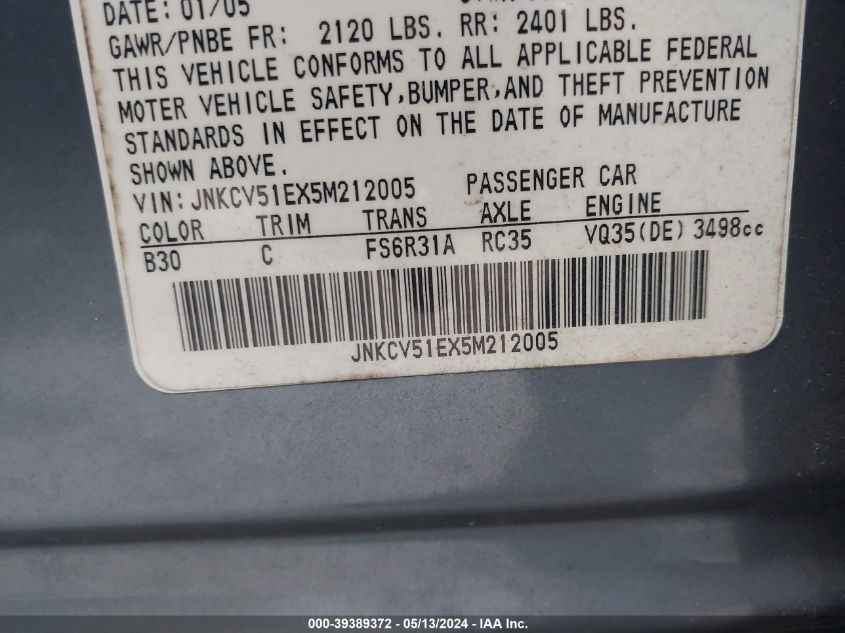 DATE: 01/05
GAWR/PNBE FR: 2120 LBS. RR: 2401 LBS.
THIS VEHICLE CONFORMS TO ALL APPLICABLE FEDERAL
MOTER VEHICLE SAFETY,BUMPER,AND THEFT PREVENTION
STANDARDS IN EFFECT ON THE DATE OF MANUFACTURE
SHOWN ABOVE.
VIN: JNKCV51EX5M212005 PASSENGER CAR
COLOR TRIM TRANS AXLE ENGINE
B30 C FS6R31A RC35 VQ35(DE) 3498cc
JNKCV51EX5M212005
000-39389372 - 05/13/2024 - IAA Inc.